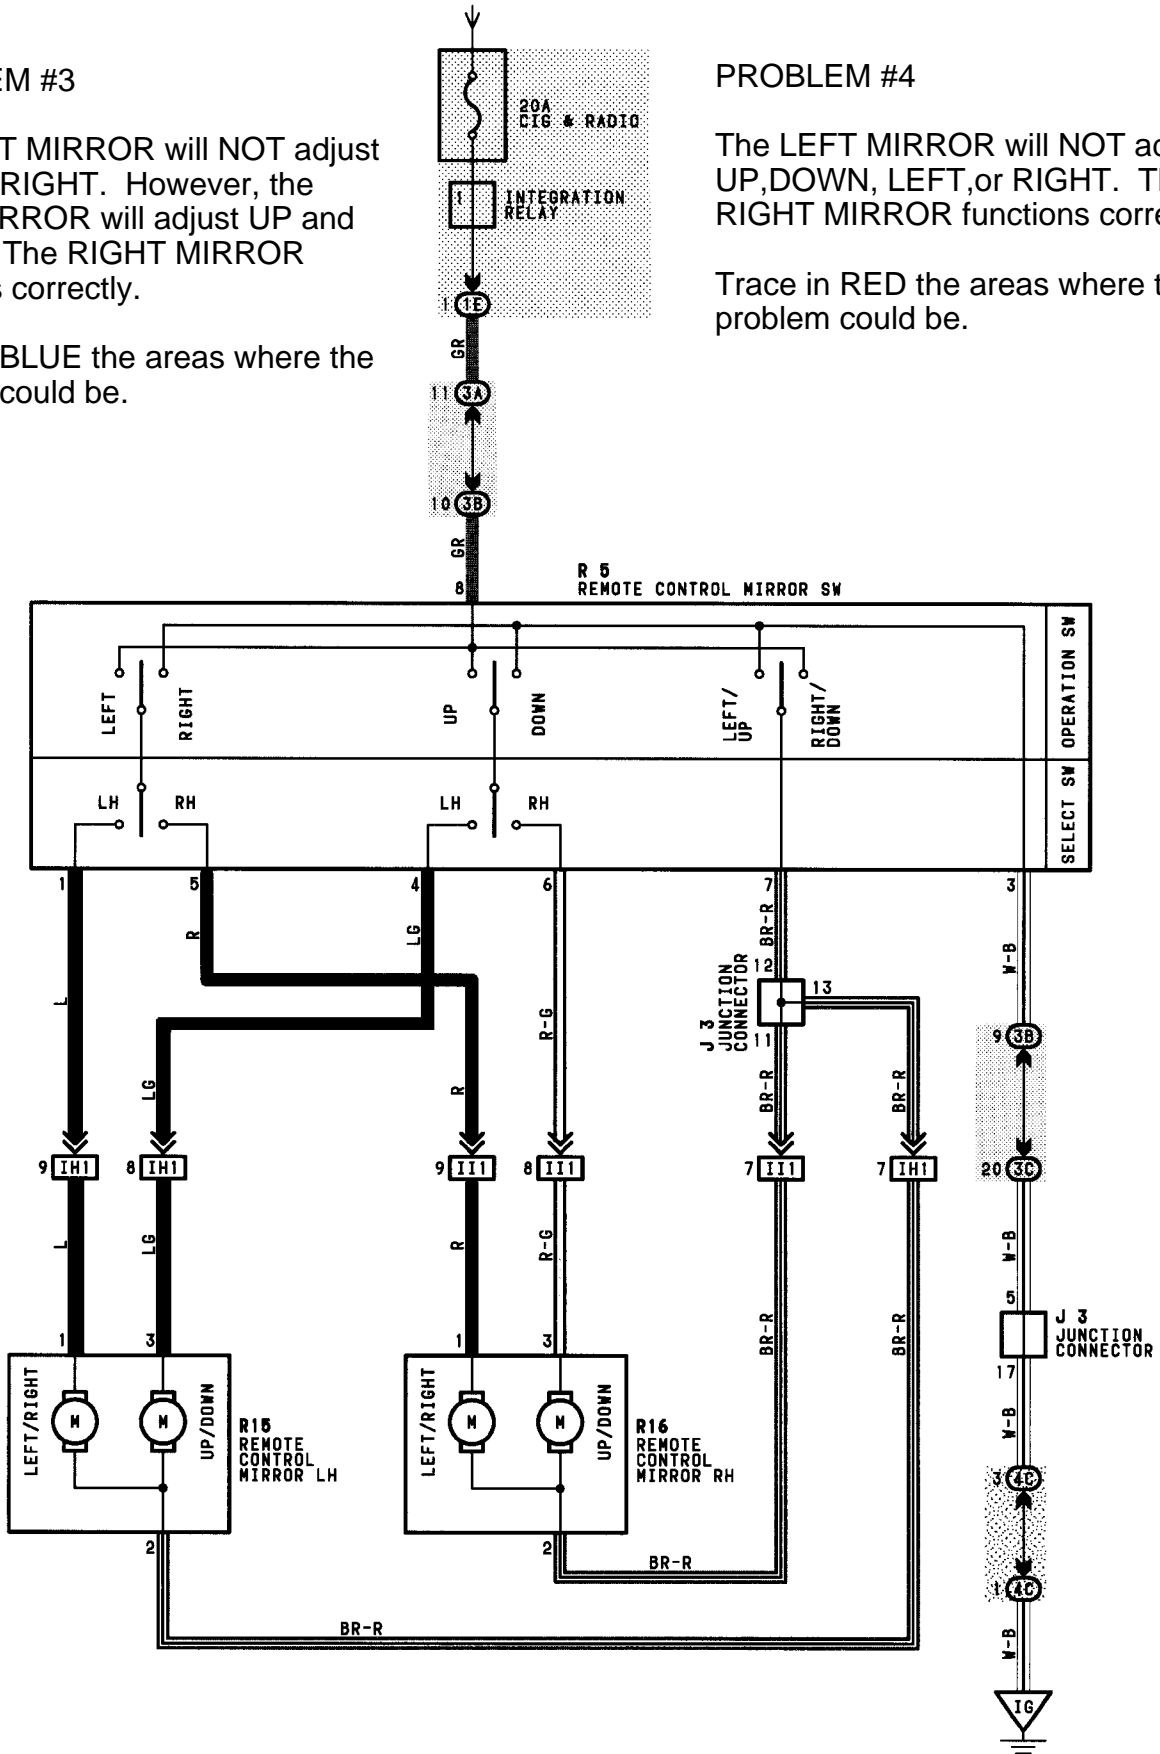 EM #3
T MIRROR will NOT adjust
RIGHT. However, the
RROR will adjust UP and
The RIGHT MIRROR
s correctly.
BLUE the areas where the
could be.
PROBLEM #4
The LEFT MIRROR will NOT ad
UP,DOWN, LEFT,or RIGHT. T
RIGHT MIRROR functions corre
Trace in RED the areas where t
problem could be.
20A
CIG & RADIO
1
INTEGRATION
RELAY
1 1E
GR
11 3A
10 3B
GR
8
R 5
REMOTE CONTROL MIRROR SW
OPERATION SW
LEFT
RIGHT
UP
DOWN
LEFT/
UP
RIGHT/
DOWN
SELECT SW
LH RH
LH RH
1 5 4 6 7 3
R
LG
BR-R
W-B
L
R-G
12
13
11
J 3
JUNCTION
CONNECTOR
9 3B
LG
R
BR-R
BR-R
9 IH1
8 IH1
9 II1
8 II1
7 II1
7 IH1
20 3C
L
LG
R
R-G
W-B
BR-R
BR-R
5
J 3
JUNCTION
CONNECTOR
17
1 3
1 3
LEFT/RIGHT
M M
UP/DOWN
R15
REMOTE
CONTROL
MIRROR LH
LEFT/RIGHT
M M
UP/DOWN
R16
REMOTE
CONTROL
MIRROR RH
W-B
3 4C
2
2
BR-R
1 4C
BR-R
W-B
IG